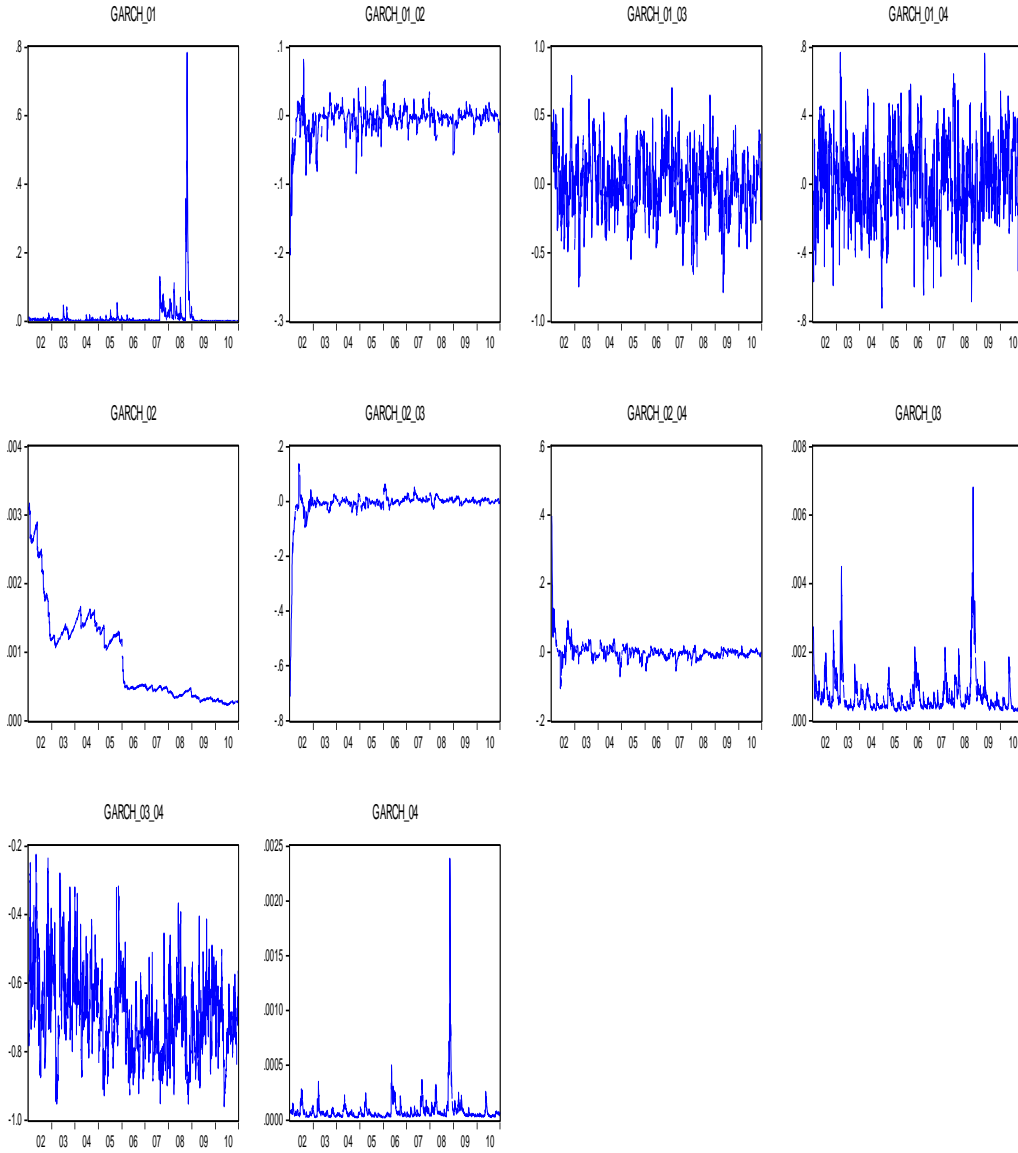 GARCH_01 GARCH_01_02 GARCH_01_03 GARCH_01_04
.8 .1 1.0 .8
.6 .0 0.5 .4
.4 -.1 0.0 .0
.2 -.2 -0.5 -.4
.0 -.3 -1.0 -.8
02 03 04 05 06 07 08 09 10 02 03 04 05 06 07 08 09 10 02 03 04 05 06 07 08 09 10 02 03 04 05 06 07 08 09 10
GARCH_02 GARCH_02_03 GARCH_02_04 GARCH_03
.004 .2 .6 .008
.003 .0 .4 .006
.002 -.2 .2 .004
.001 -.4 .0 .002
.000 -.6 -.2 .000
-.8
02 03 04 05 06 07 08 09 10 02 03 04 05 06 07 08 09 10 02 03 04 05 06 07 08 09 10 02 03 04 05 06 07 08 09 10
GARCH_03_04 GARCH_04
-0.2 .0025
-0.4 .0020
-0.6 .0015
-0.8 .0010
-1.0 .0005
.0000
02 03 04 05 06 07 08 09 10 02 03 04 05 06 07 08 09 10